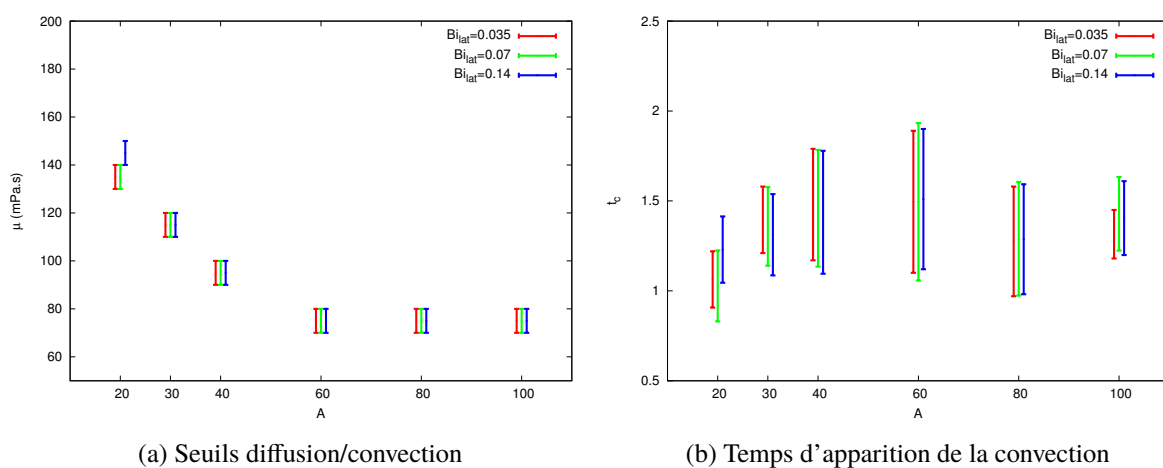 200
180
160
140
120
100
80
60
μ (mPa.s)
20 30 40 60 80 100
A
Bi_lat=0.035
Bi_lat=0.07
Bi_lat=0.14
(a) Seuils diffusion/convection
2.5
2
1.5
1
0.5
t_c
20 30 40 60 80 100
A
Bi_lat=0.035
Bi_lat=0.07
Bi_lat=0.14
(b) Temps d'apparition de la convection